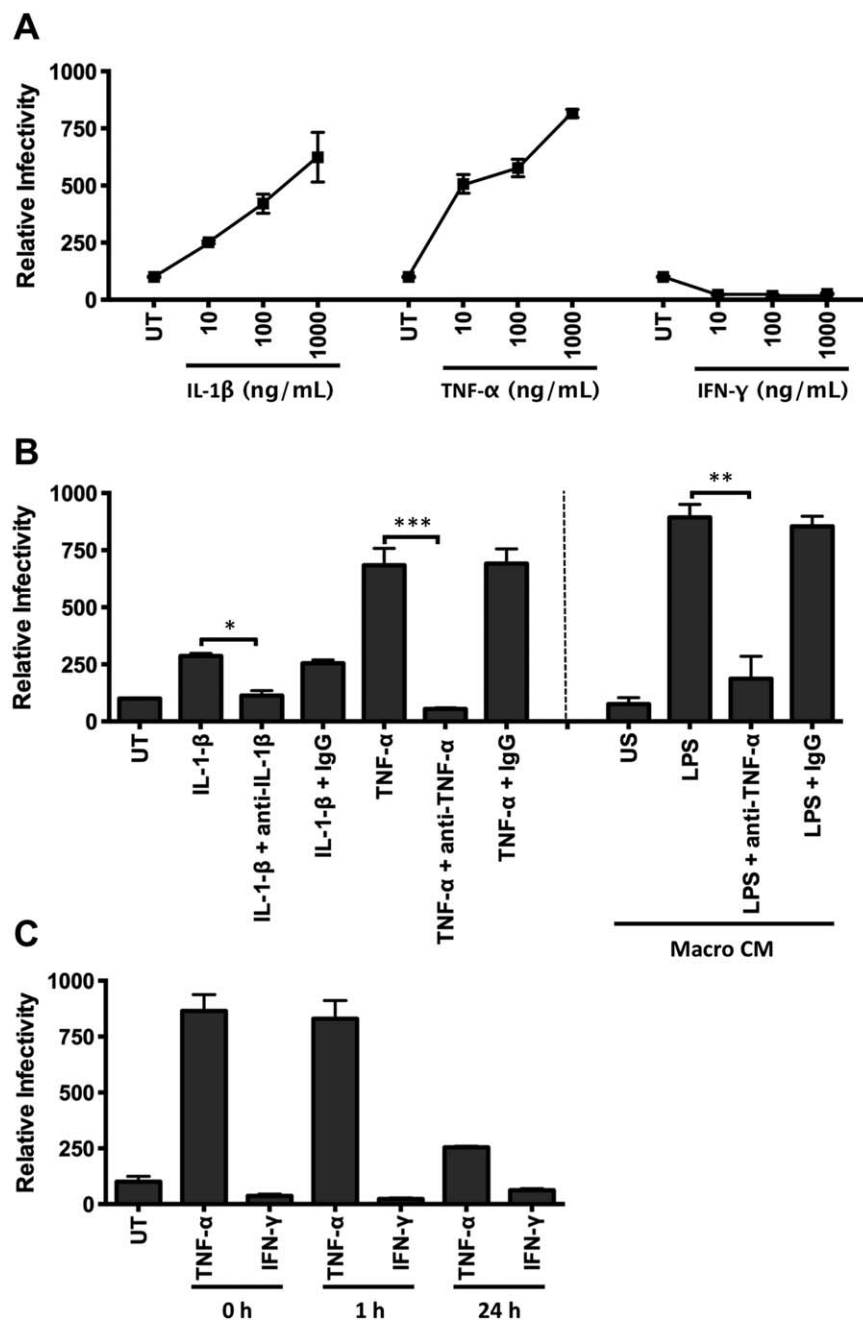 A
Relative Infectivity
1000
750
500
250
0
UT
10
100
1000
UT
10
100
1000
UT
10
100
1000
IL-1β (ng/mL)
TNF-α (ng/mL)
IFN-γ (ng/mL)
B
Relative Infectivity
1000
750
500
250
0
*
***
**
UT
IL-1-β
IL-1-β + anti-IL-1β
IL-1-β + IgG
TNF-α
TNF-α + anti-TNF-α
TNF-α + IgG
US
LPS
LPS + anti-TNF-α
LPS + IgG
Macro CM
C
Relative Infectivity
1000
750
500
250
0
UT
TNF-α
IFN-γ
TNF-α
IFN-γ
TNF-α
IFN-γ
0 h
1 h
24 h